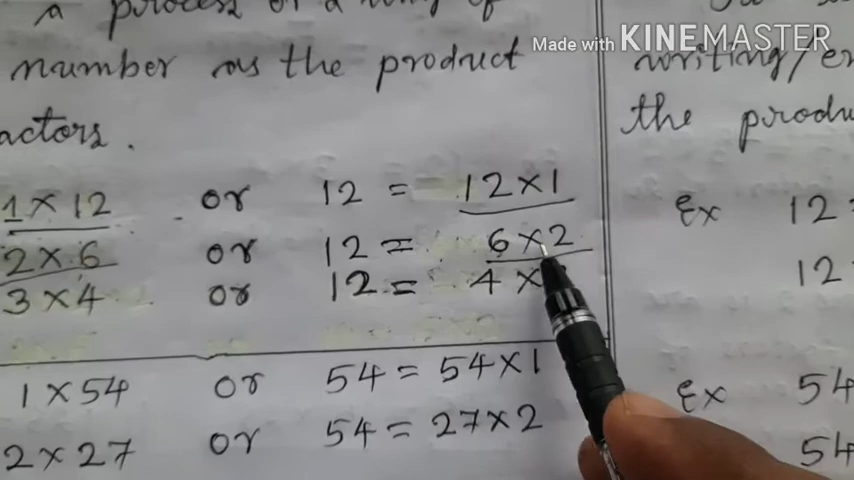 a process of a
number as the product
actors.
1 × 12 or 12 = 12×1
2 × 6 or 12 = 6×2
3 × 4 or 12 = 4 ×
1 × 54 or 54 = 54×1
2 × 27 or 54 = 27×2
Made with KINEMASTER
writing/e
the produ
Ex 12 =
12
Ex 54
54